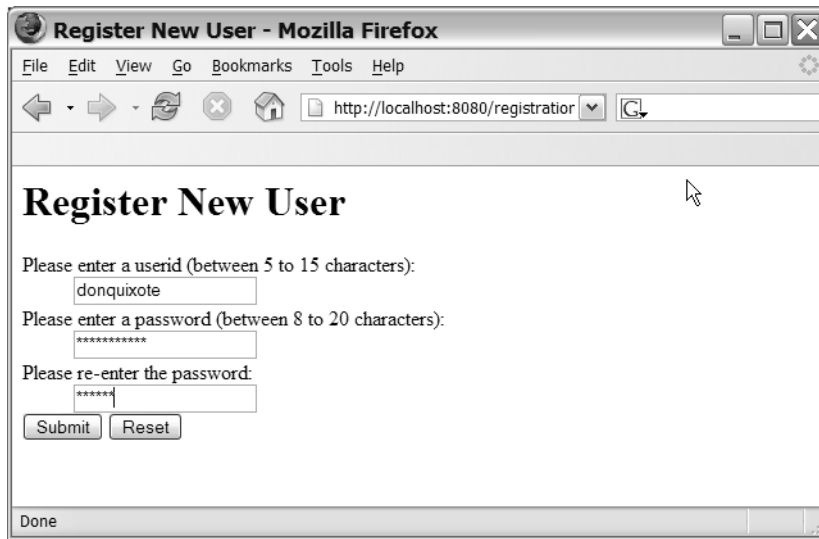 Register New User - Mozilla Firefox
File Edit View Go Bookmarks Tools Help
http://localhost:8080/registration
G
Register New User
Please enter a userid (between 5 to 15 characters):
donquixote
Please enter a password (between 8 to 20 characters):
***********
Please re-enter the password:
******
Submit Reset
Done